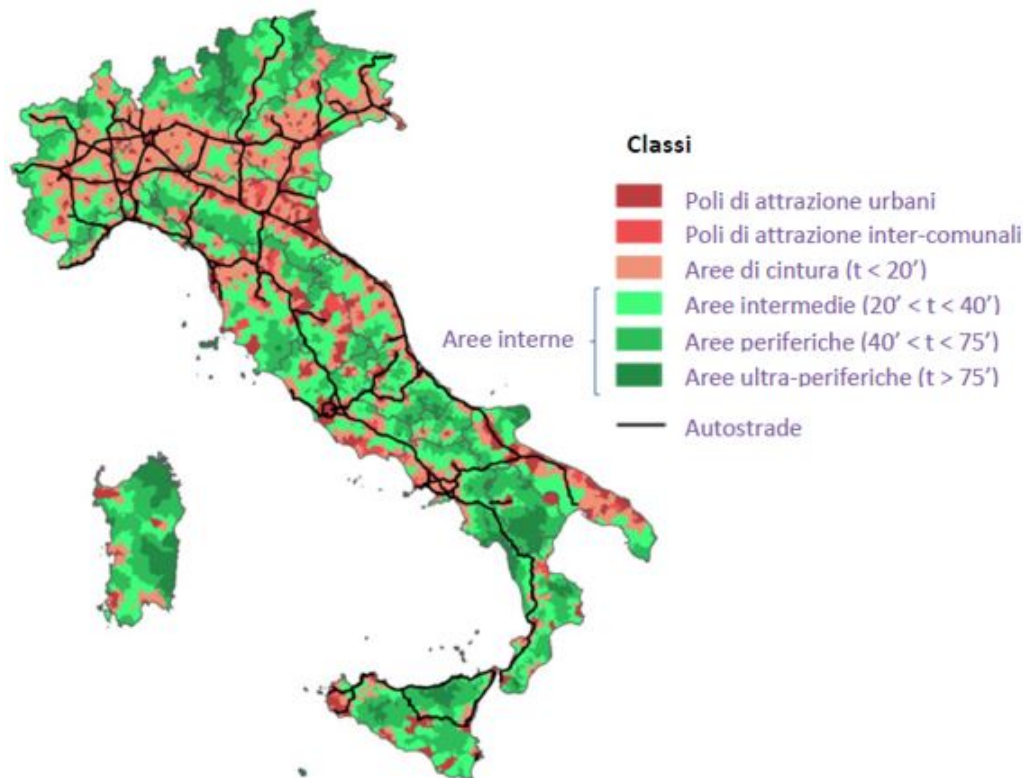 Classi
Poli di attrazione urbani
Poli di attrazione inter-comunali
Aree di cintura (t < 20’)
Aree interne
Aree intermedie (20’ < t < 40’)
Aree periferiche (40’ < t < 75’)
Aree ultra-periferiche (t > 75’)
Autostrade